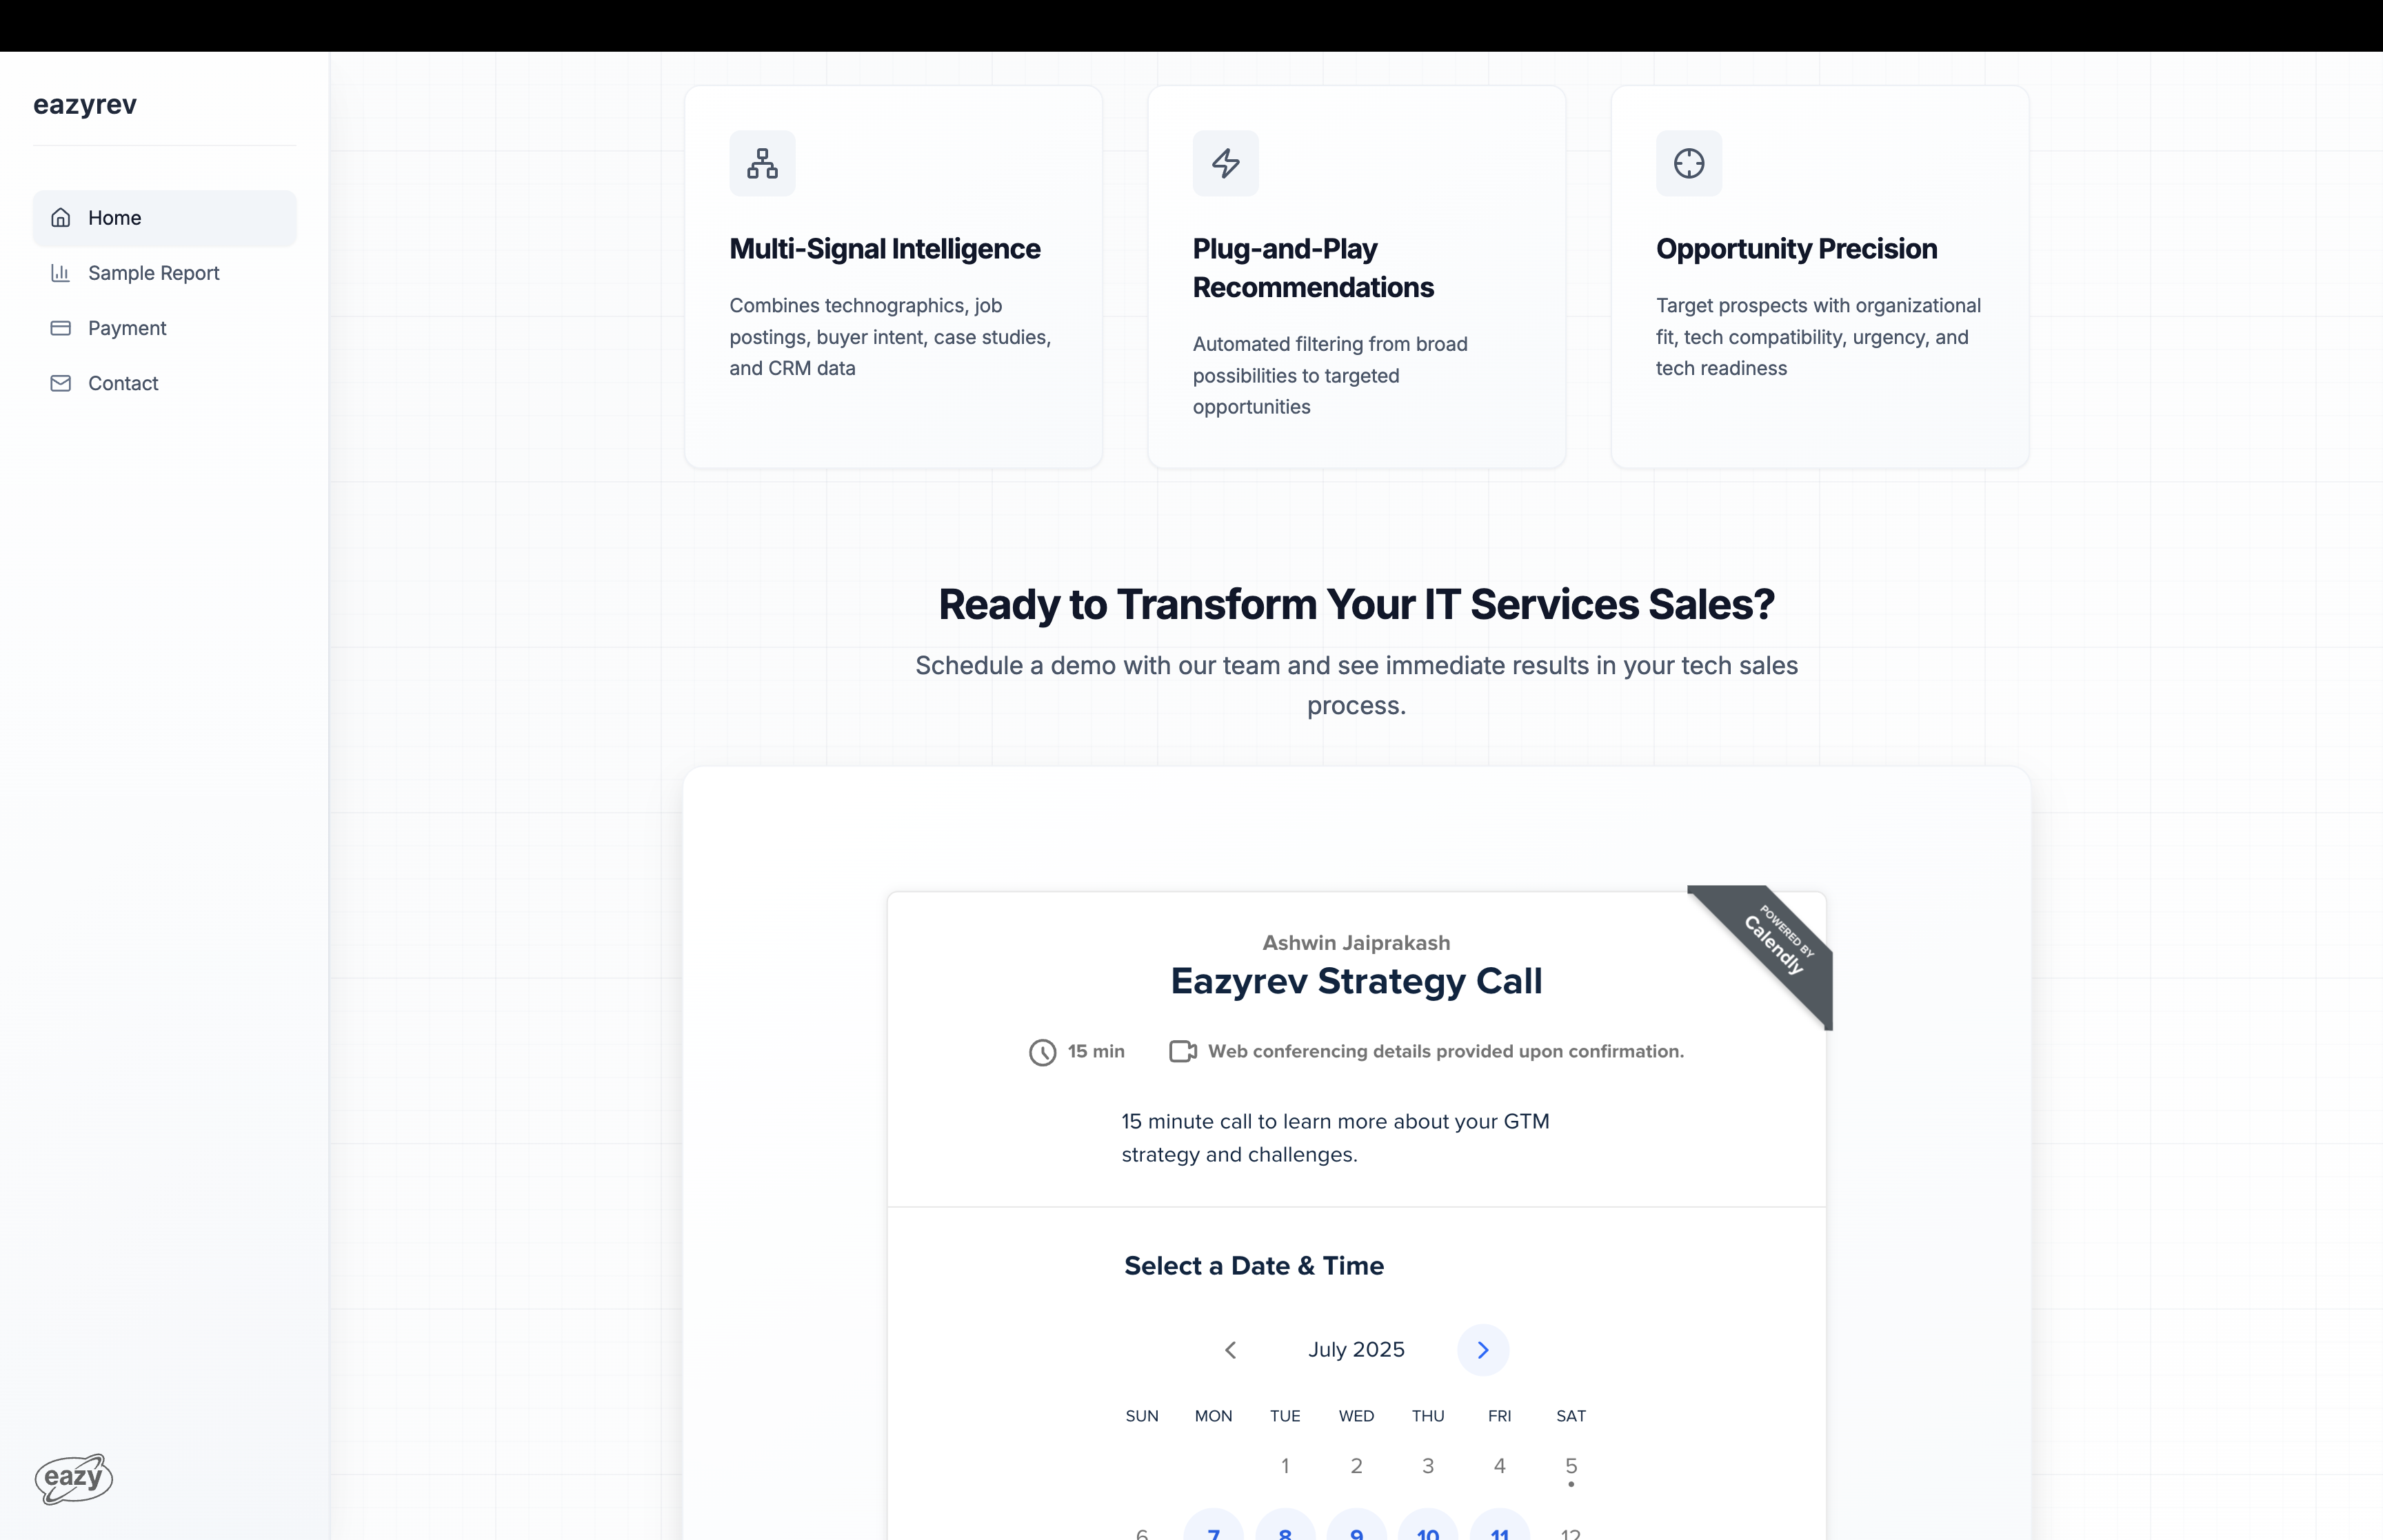 eazyrev
Home
Sample Report
Payment
Contact
eazy
Multi-Signal Intelligence
Combines technographics, job
postings, buyer intent, case studies,
and CRM data
Plug-and-Play
Recommendations
Automated filtering from broad
possibilities to targeted
opportunities
Opportunity Precision
Target prospects with organizational
fit, tech compatibility, urgency, and
tech readiness
Ready to Transform Your IT Services Sales?
Schedule a demo with our team and see immediate results in your tech sales
process.
POWERED BY
Calendly
Ashwin Jaiprakash
Eazyrev Strategy Call
15 min
Web conferencing details provided upon confirmation.
15 minute call to learn more about your GTM
strategy and challenges.
Select a Date & Time
July 2025
SUN MON TUE WED THU FRI SAT
1 2 3 4 5
6 7 8 9 10 11 12